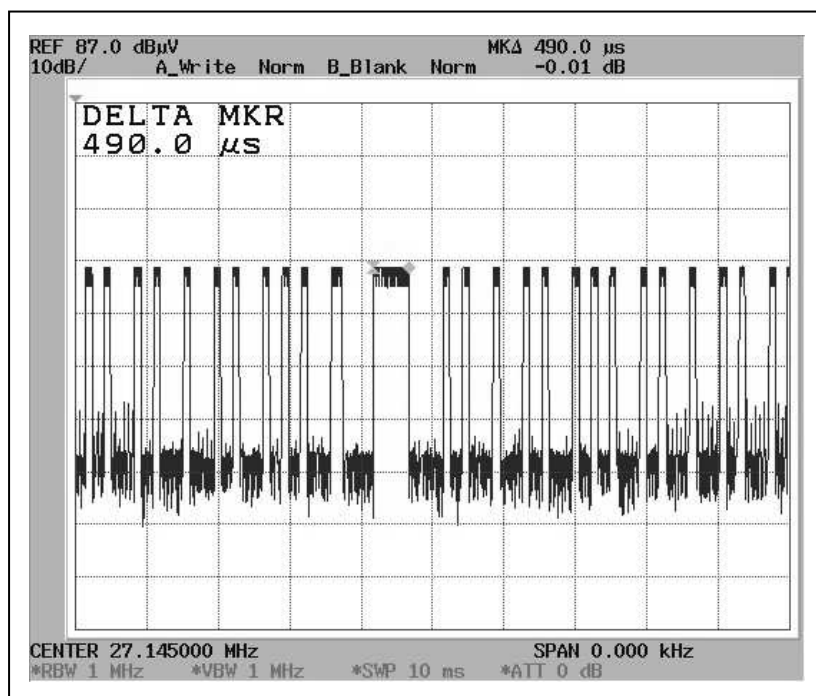 REF 87.0 dBµV MKΔ 490.0 µs
10dB/ A_Write Norm B_Blank Norm -0.01 dB
DELTA MKR
490.0 µs
CENTER 27.145000 MHz SPAN 0.000 kHz
*RBW 1 MHz *VBW 1 MHz *SWP 10 ms *ATT 0 dB